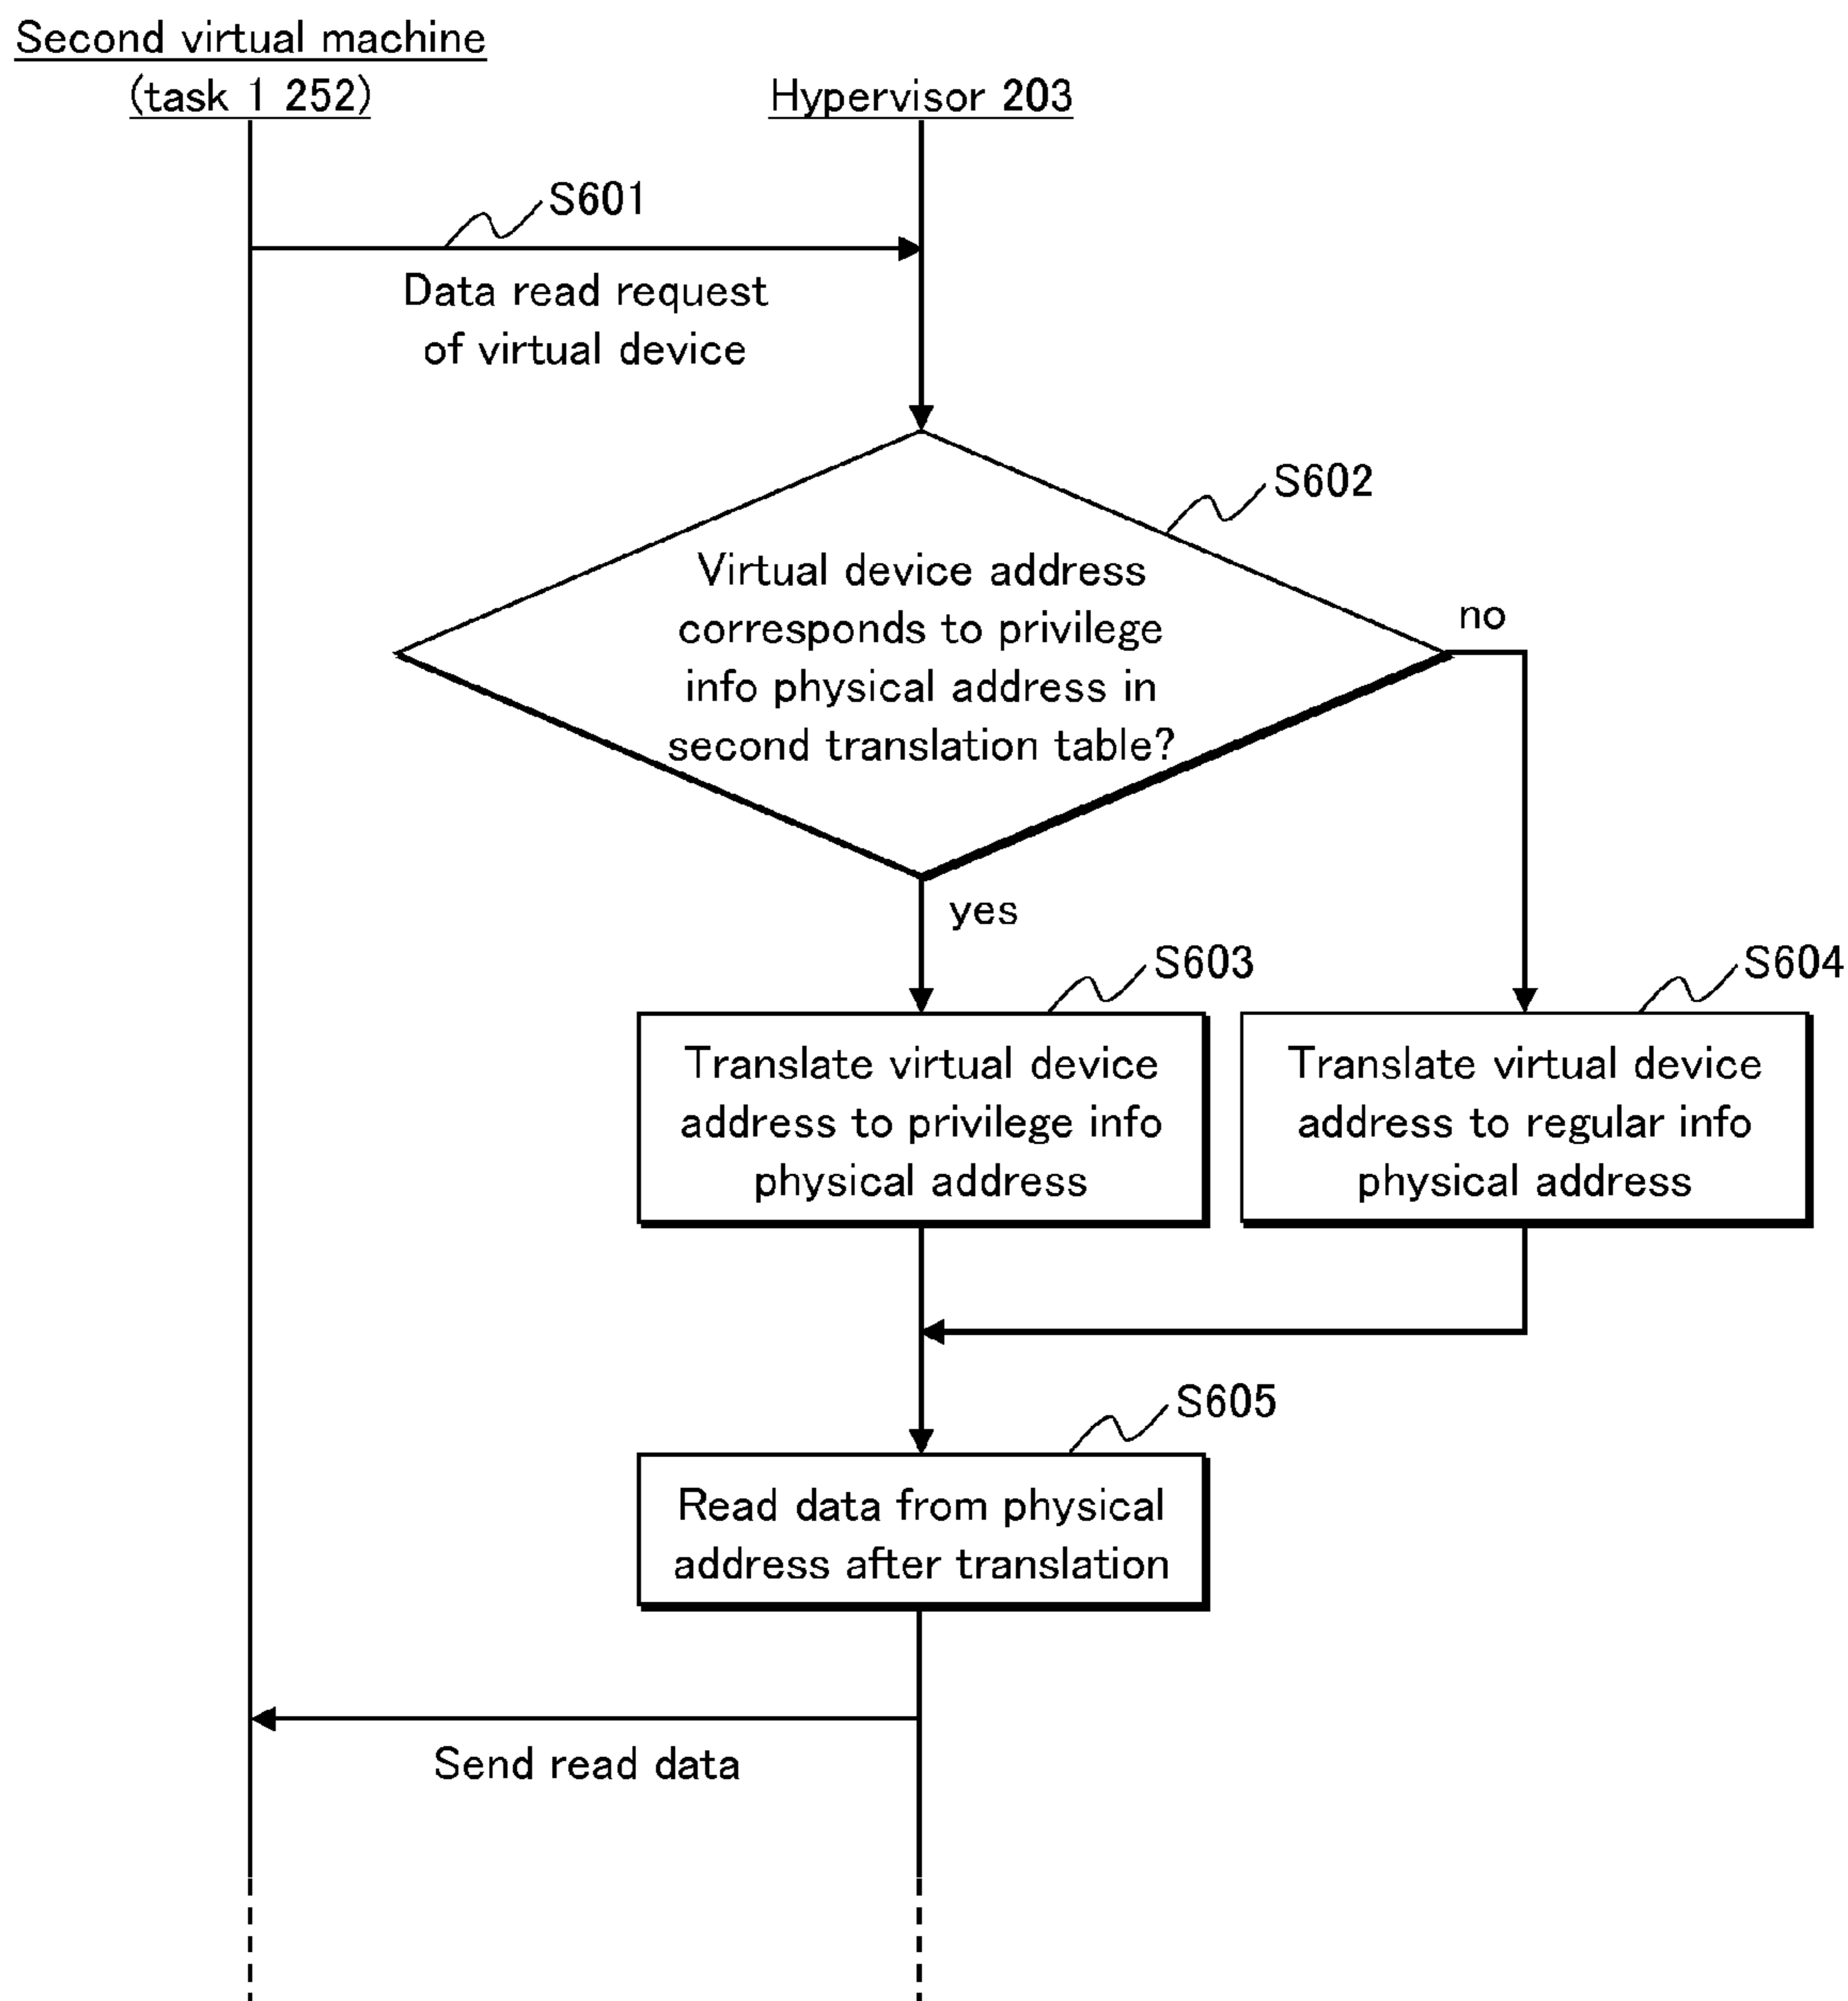 Second virtual machine
(task 1 252)
Hypervisor 203
S601
Data read request
of virtual device
S602
Virtual device address
corresponds to privilege
info physical address in
second translation table?
no
yes
S603
Translate virtual device
address to privilege info
physical address
S604
Translate virtual device
address to regular info
physical address
S605
Read data from physical
address after translation
Send read data